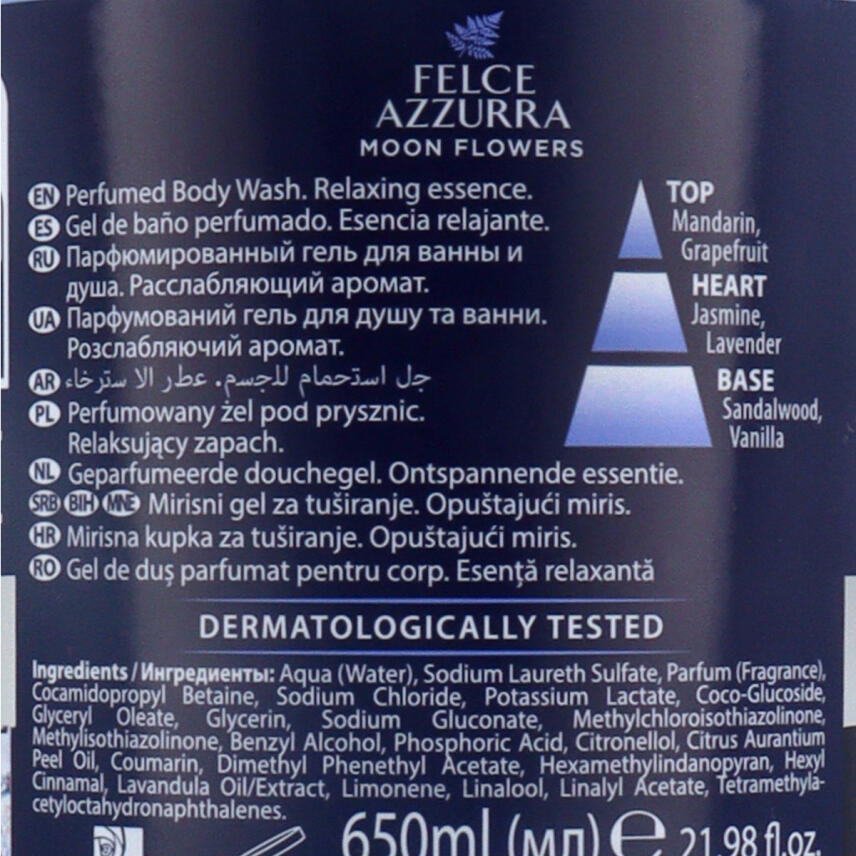 FELCE
AZZURRA
MOON FLOWERS
EN Perfumed Body Wash. Relaxing essence.
ES Gel de baño perfumado. Esencia relajante.
RU Парфюмированный гель для ванны и
душа. Расслабляющий аромат.
UA Парфумований гель для душу та ванни.
Розслабляючий аромат.
AR جل استحمام للجسم. عطر الا سترخاء
PL Perfumowany żel pod prysznic.
Relaksujący zapach.
NL Geparfumeerde douchegel. Ontspannende essentie.
SRB BIH MNE Mirisni gel za tuširanje. Opuštajući miris.
HR Mirisna kupka za tuširanje. Opuštajući miris.
RO Gel de duș parfumat pentru corp. Esență relaxantă
TOP
Mandarin,
Grapefruit
HEART
Jasmine,
Lavender
BASE
Sandalwood,
Vanilla
DERMATOLOGICALLY TESTED
Ingredients / Ингредиенты: Aqua (Water), Sodium Laureth Sulfate, Parfum (Fragrance),
Cocamidopropyl Betaine, Sodium Chloride, Potassium Lactate, Coco-Glucoside,
Glyceryl Oleate, Glycerin, Sodium Gluconate, Methylchloroisothiazolinone,
Methylisothiazolinone, Benzyl Alcohol, Phosphoric Acid, Citronellol, Citrus Aurantium
Peel Oil, Coumarin, Dimethyl Phenethyl Acetate, Hexamethylindanopyran, Hexyl
Cinnamal, Lavandula Oil/Extract, Limonene, Linalool, Linalyl Acetate, Tetramethyla-
cetyloctahydronaphthalenes.
650ml (мл) e 21.98 fl.oz.